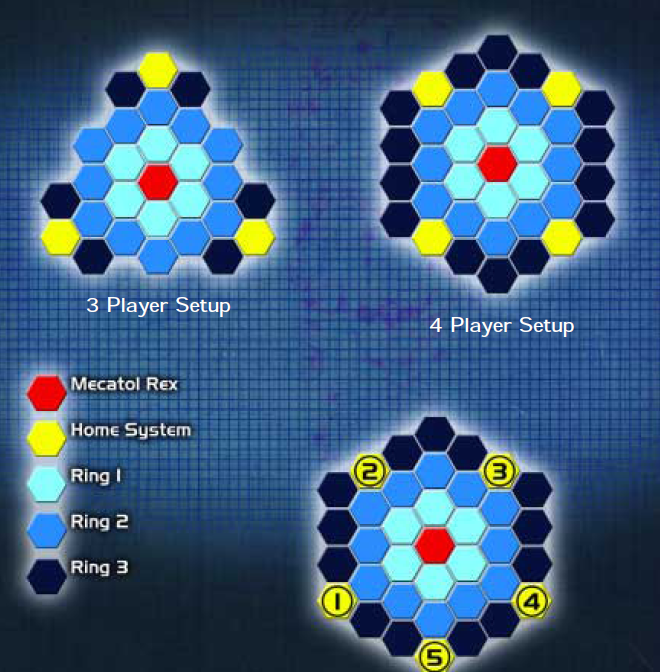 3 Player Setup
4 Player Setup
Mecatol Rex
Home System
Ring 1
Ring 2
Ring 3
2
3
1
4
5